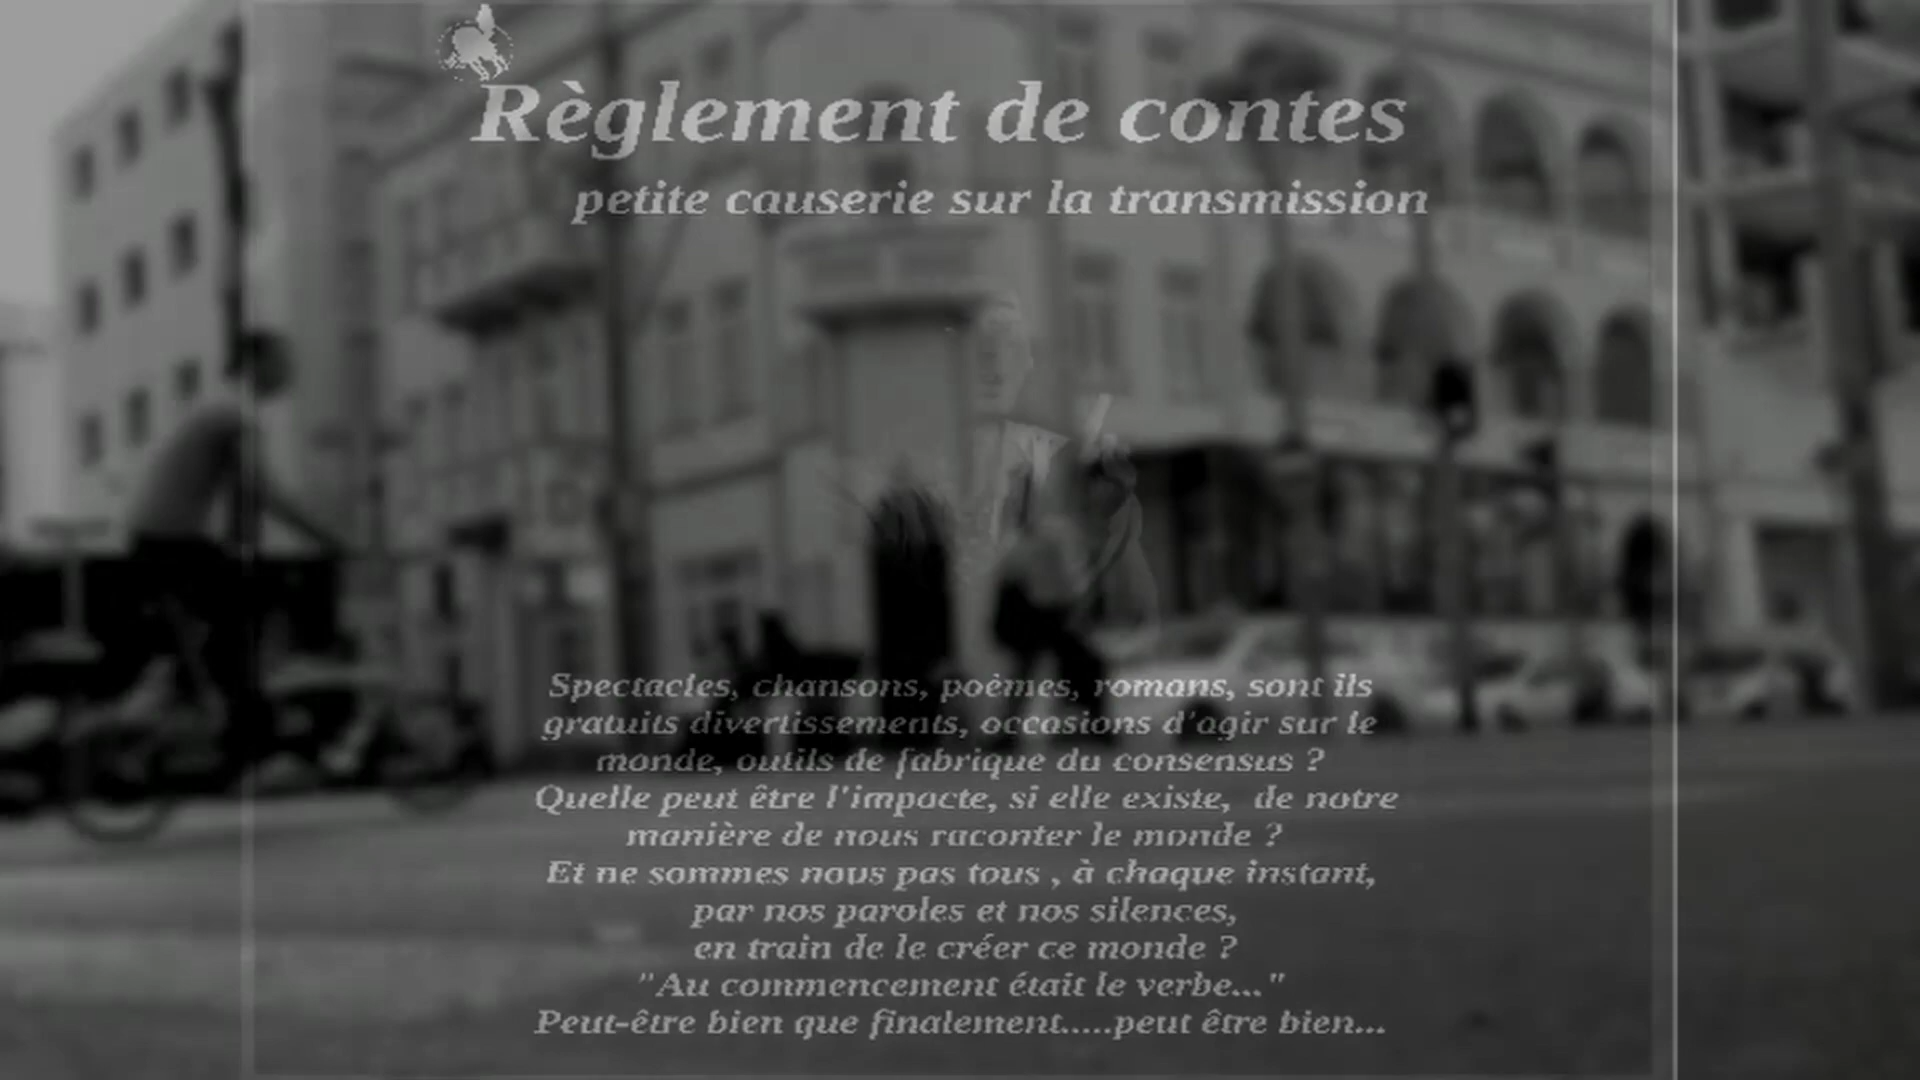 Règlement de contes
petite causerie sur la transmission
Spectacles, chansons, poèmes, romans, sont ils
gratuits divertissements, occasions d'agir sur le
monde, outils de fabrique du consensus ?
Quelle peut être l'impacte, si elle existe, de notre
manière de nous raconter le monde ?
Et ne sommes nous pas tous , à chaque instant,
par nos paroles et nos silences,
en train de le créer ce monde ?
"Au commencement était le verbe..."
Peut-être bien que finalement.....peut être bien...